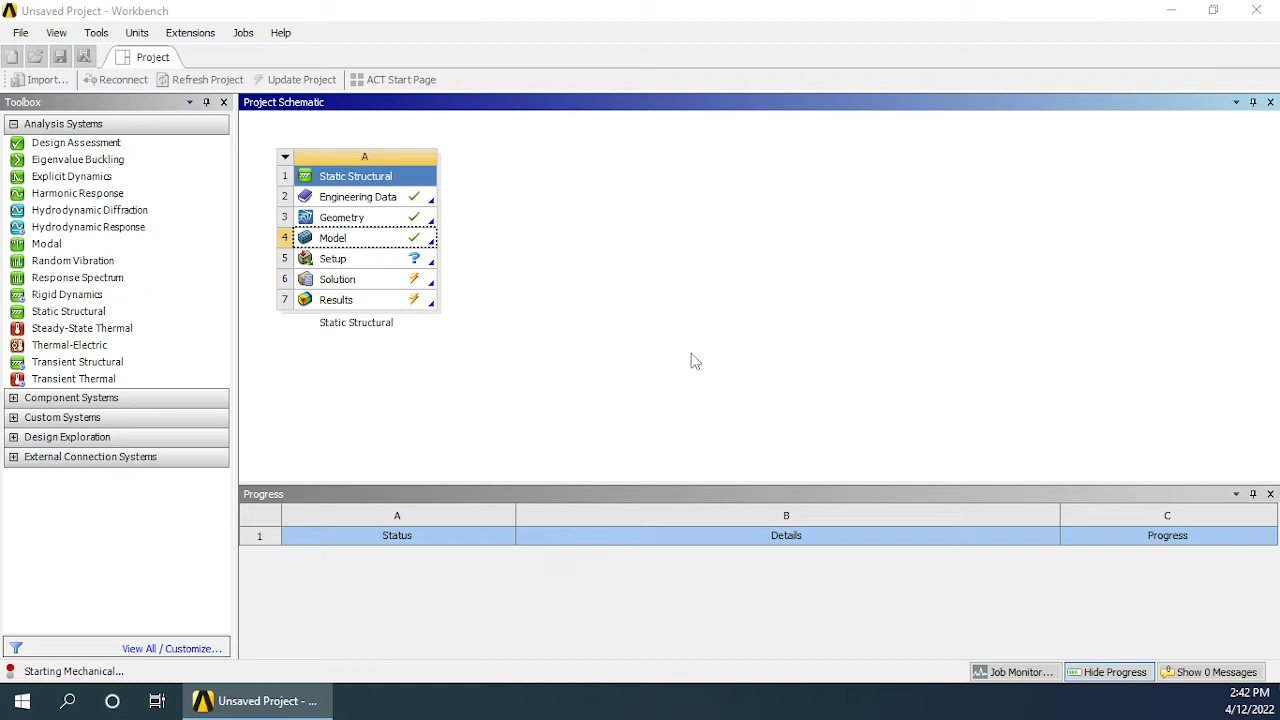 Unsaved Project - Workbench
File View Tools Units Extensions Jobs Help
Project
Import... Reconnect Refresh Project Update Project ACT Start Page
Toolbox
Project Schematic
Analysis Systems
Design Assessment
Eigenvalue Buckling
Explicit Dynamics
Harmonic Response
Hydrodynamic Diffraction
Hydrodynamic Response
Modal
Random Vibration
Response Spectrum
Rigid Dynamics
Static Structural
Steady-State Thermal
Thermal-Electric
Transient Structural
Transient Thermal
Component Systems
Custom Systems
Design Exploration
External Connection Systems
View All / Customize...
A
1 Static Structural
2 Engineering Data
3 Geometry
4 Model
5 Setup ?
6 Solution
7 Results
Static Structural
Progress
A B C
1 Status Details Progress
Starting Mechanical...
Job Monitor... Hide Progress Show 0 Messages
Unsaved Project - ...
2:42 PM
4/12/2022